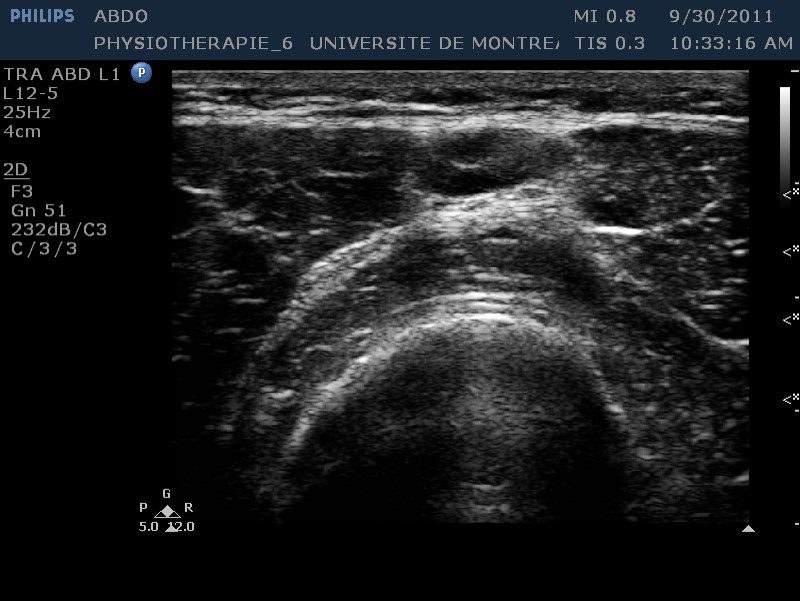 PHILIPS ABDO MI 0.8 9/30/2011
PHYSIOTHERAPIE_6 UNIVERSITE DE MONTREA TIS 0.3 10:33:16 AM
TRA ABD L1 P
L12-5
25Hz
4cm
2D
F3
Gn 51
232dB/C3
C/3/3
G
P R
5.0 12.0